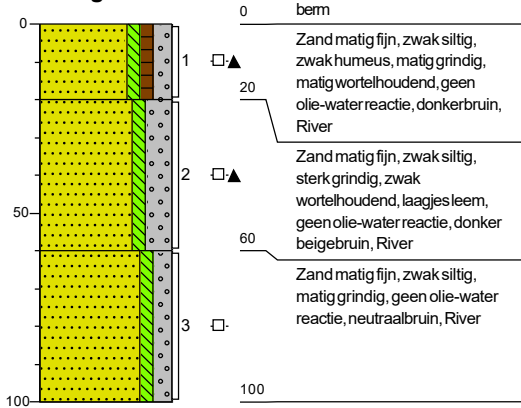 0
50
100
1
2
3
0
berm
Zand matig fijn, zwak siltig,
zwak humeus, matig grindig,
matig wortelhoudend, geen
olie-water reactie, donkerbruin,
River
20
Zand matig fijn, zwak siltig,
sterk grindig, zwak
wortelhoudend, laagjes leem,
geen olie-water reactie, donker
beigebruin, River
60
Zand matig fijn, zwak siltig,
matig grindig, geen olie-water
reactie, neutraalbruin, River
100